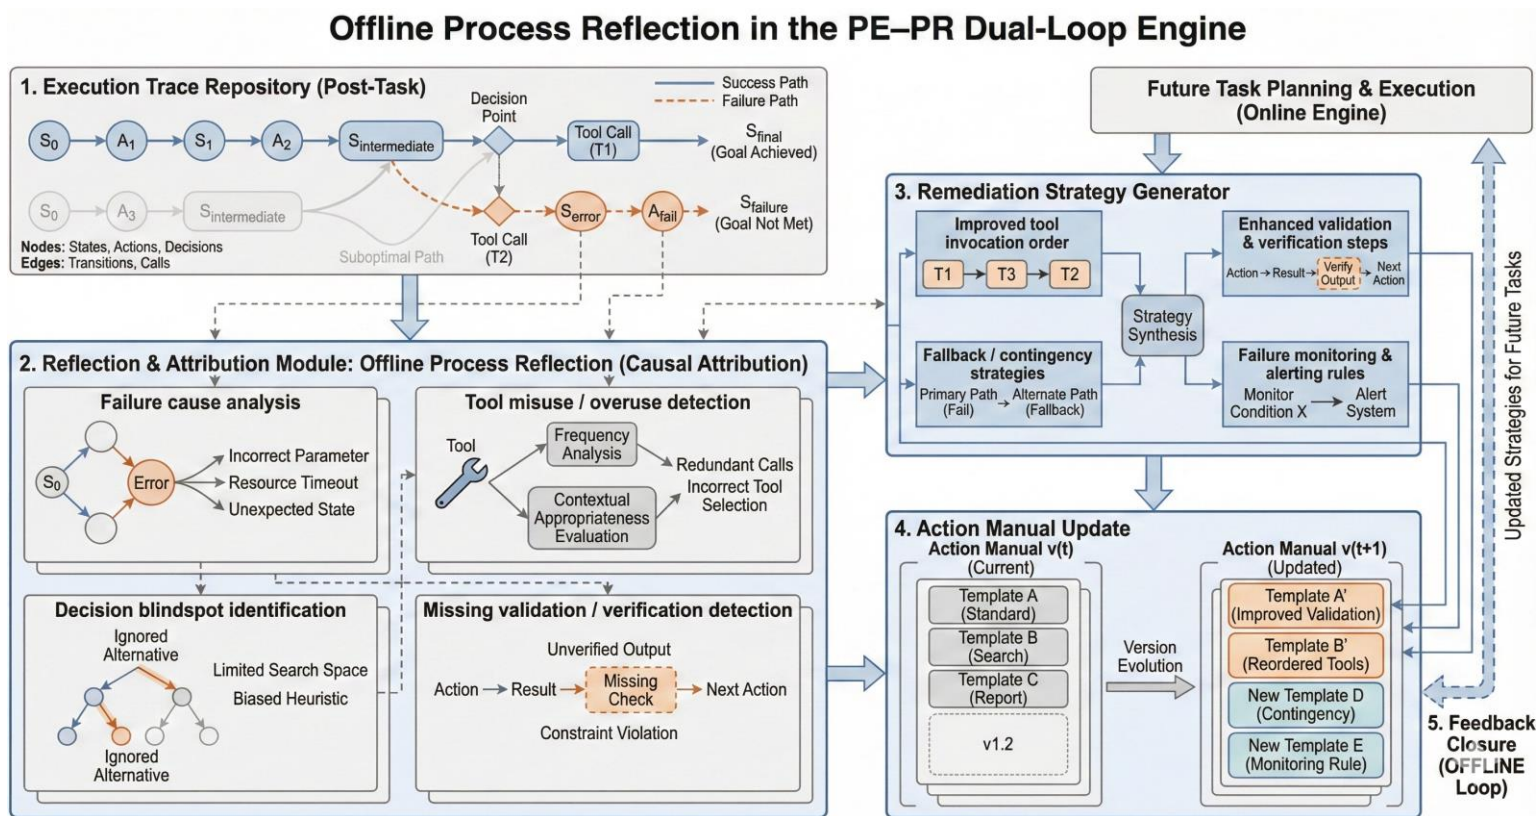 Offline Process Reflection in the PE–PR Dual-Loop Engine
1. Execution Trace Repository (Post-Task)
Success Path
Failure Path
Decision
Point
S0
A1
S1
A2
Sintermediate
Tool Call
(T1)
Sfinal
(Goal Achieved)
S0
A3
Sintermediate
Tool Call
(T2)
Serror
Afail
Sfailure
(Goal Not Met)
Suboptimal Path
Nodes: States, Actions, Decisions
Edges: Transitions, Calls
2. Reflection & Attribution Module: Offline Process Reflection (Causal Attribution)
Failure cause analysis
S0
Error
Incorrect Parameter
Resource Timeout
Unexpected State
Tool misuse / overuse detection
Tool
Frequency
Analysis
Contextual
Appropriateness
Evaluation
Redundant Calls
Incorrect Tool
Selection
Decision blindspot identification
Ignored
Alternative
Limited Search Space
Biased Heuristic
Ignored
Alternative
Missing validation / verification detection
Unverified Output
Action
Result
Missing
Check
Next Action
Constraint Violation
Future Task Planning & Execution
(Online Engine)
3. Remediation Strategy Generator
Improved tool
invocation order
T1
T3
T2
Enhanced validation
& verification steps
Action
Result
Verify
Output
Next
Action
Strategy
Synthesis
Fallback / contingency
strategies
Primary Path
(Fail)
Alternate Path
(Fallback)
Failure monitoring &
alerting rules
Monitor
Condition X
Alert
System
4. Action Manual Update
Action Manual v(t)
(Current)
Template A
(Standard)
Template B
(Search)
Template C
(Report)
v1.2
Version
Evolution
Action Manual v(t+1)
(Updated)
Template A'
(Improved Validation)
Template B'
(Reordered Tools)
New Template D
(Contingency)
New Template E
(Monitoring Rule)
Updated Strategies for Future Tasks
5. Feedback
Closure
(OFFLINE
Loop)